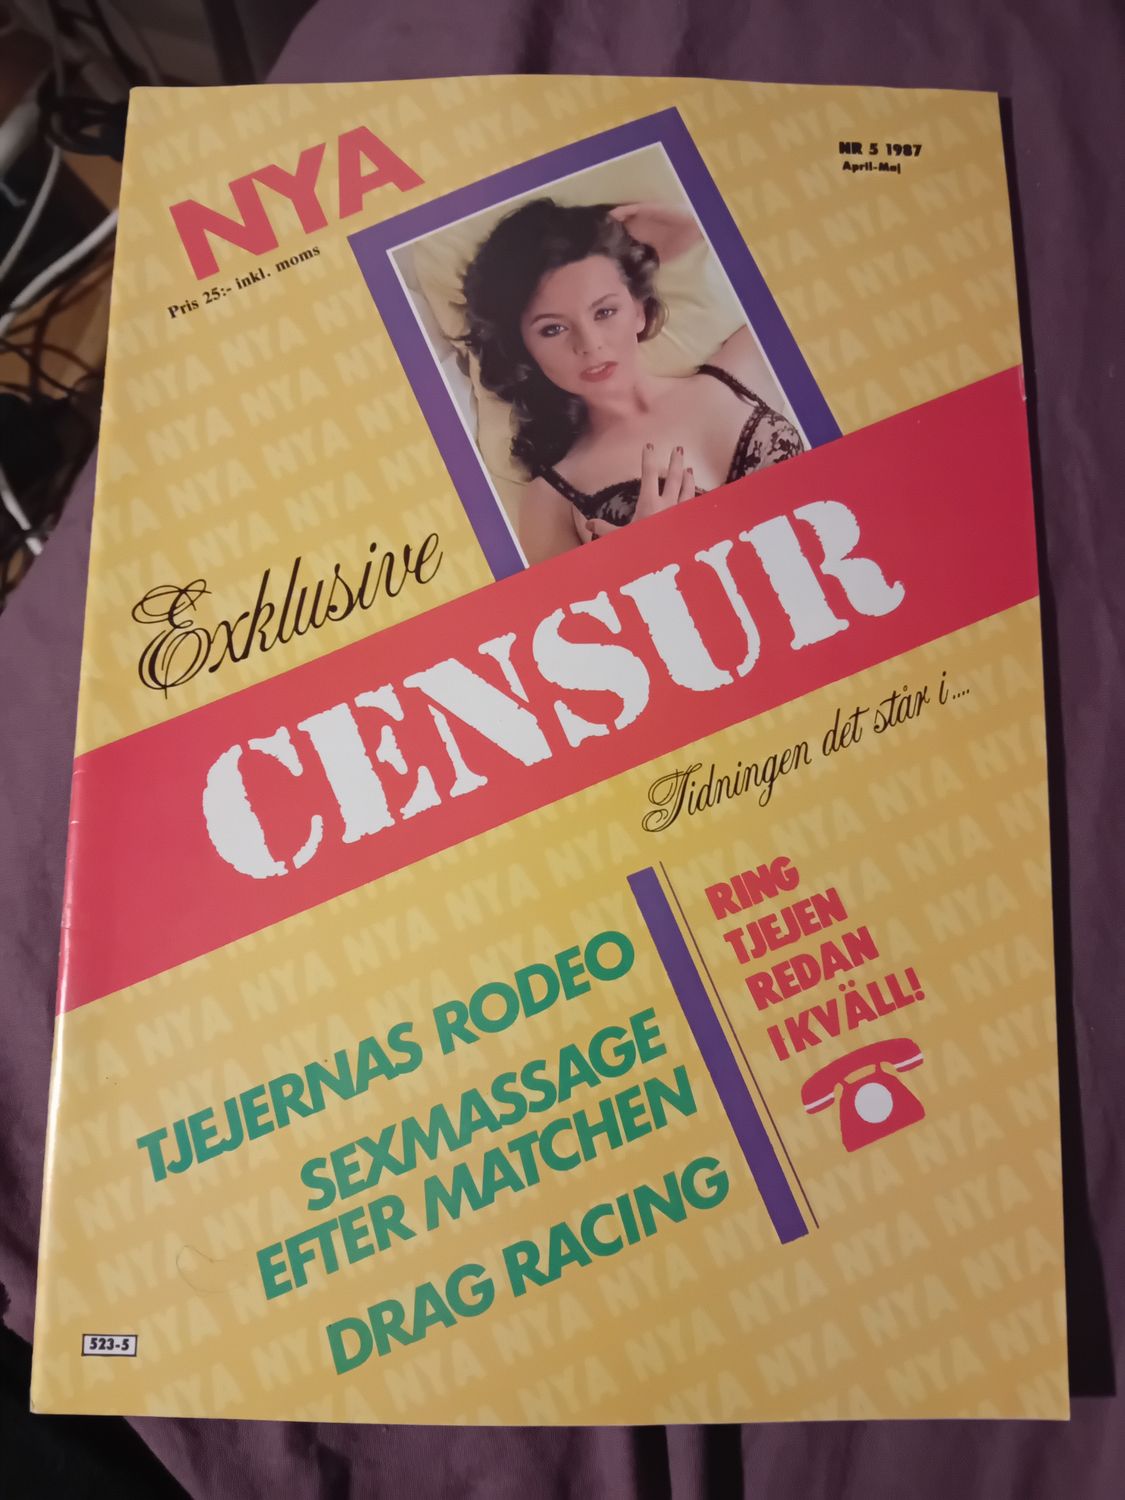 NYA
Pris 25:- inkl. moms
NR 5 1987
April-Maj
Exklusive
CENSUR
Tidningen det står i....
RING
TJEJEN
REDAN
IKVÄLL!
TJEJERNAS RODEO
SEXMASSAGE
EFTER MATCHEN
DRAG RACING
523-5